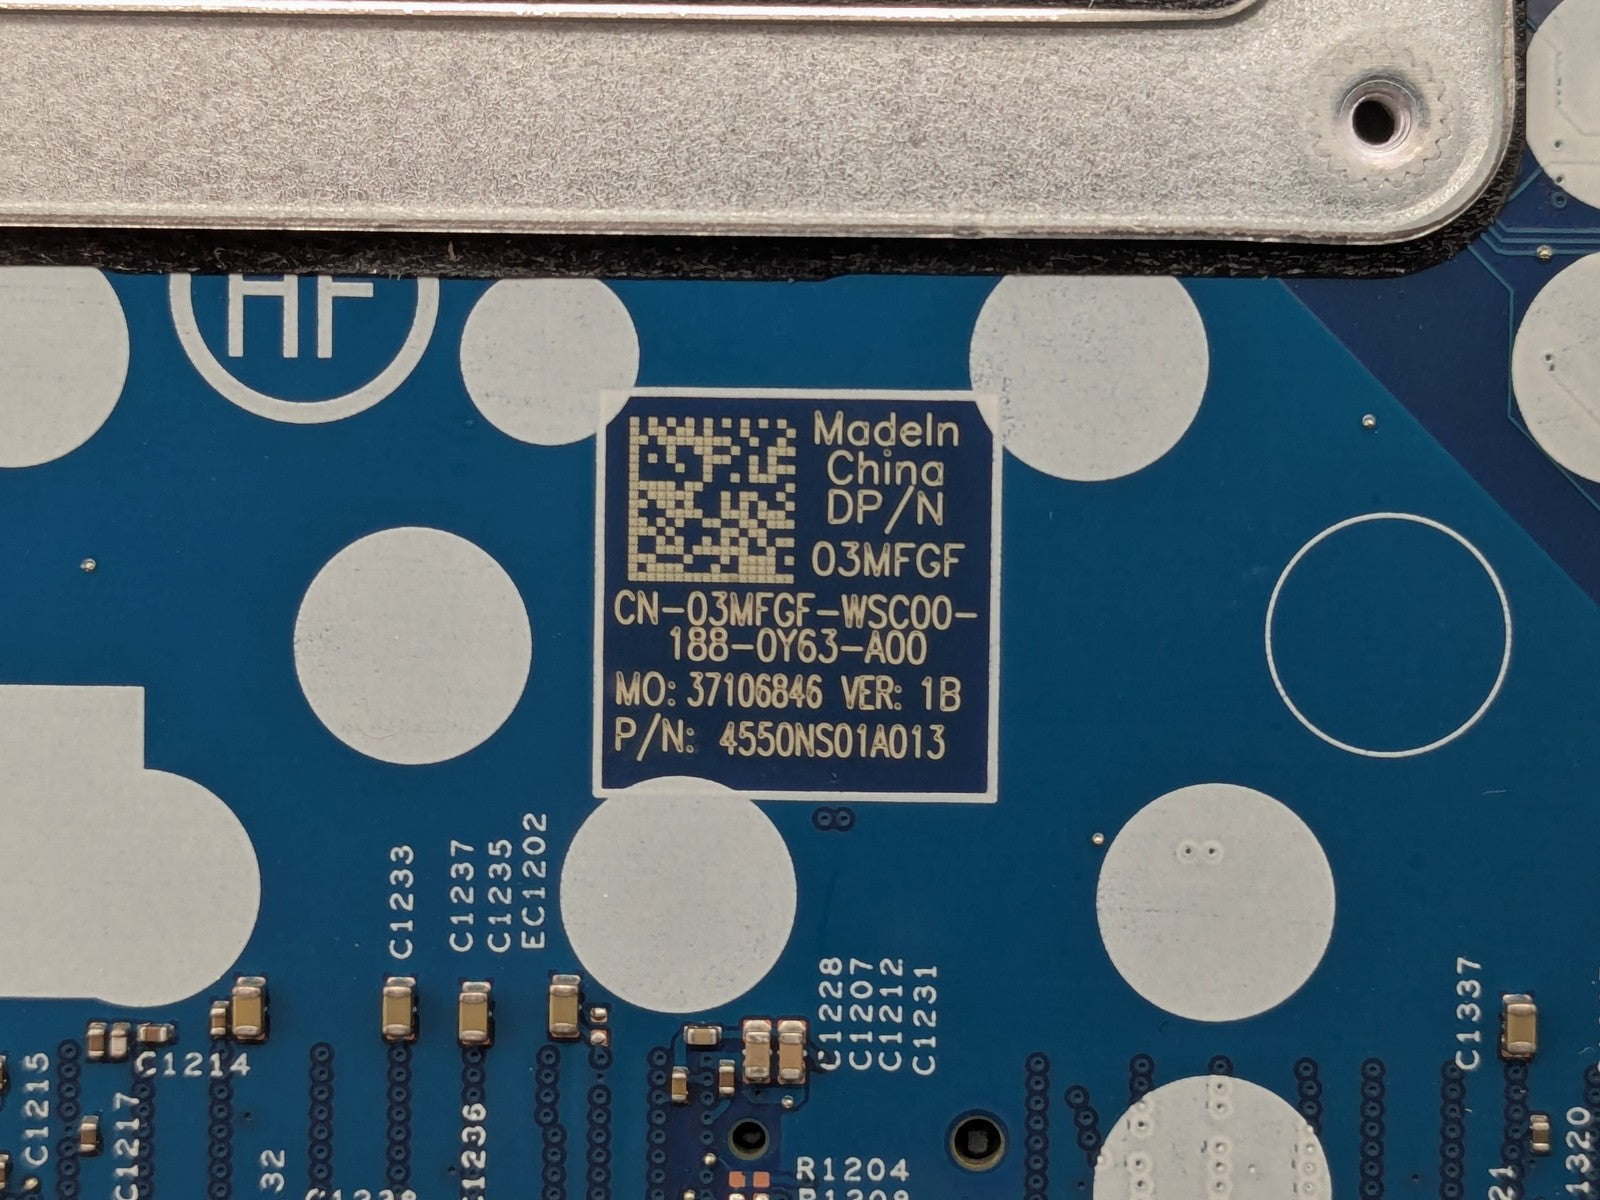 HF
MadeIn
China
DP/N
03MFGF
CN-03MFGF-WSC00-
188-0Y63-A00
MO: 37106846 VER: 1B
P/N: 4550NS01A013
C1233
C1237
C1235
EC1202
C1228
C1207
C1212
C1231
C1337
C1214
C1215
C1217
C1236
R1204